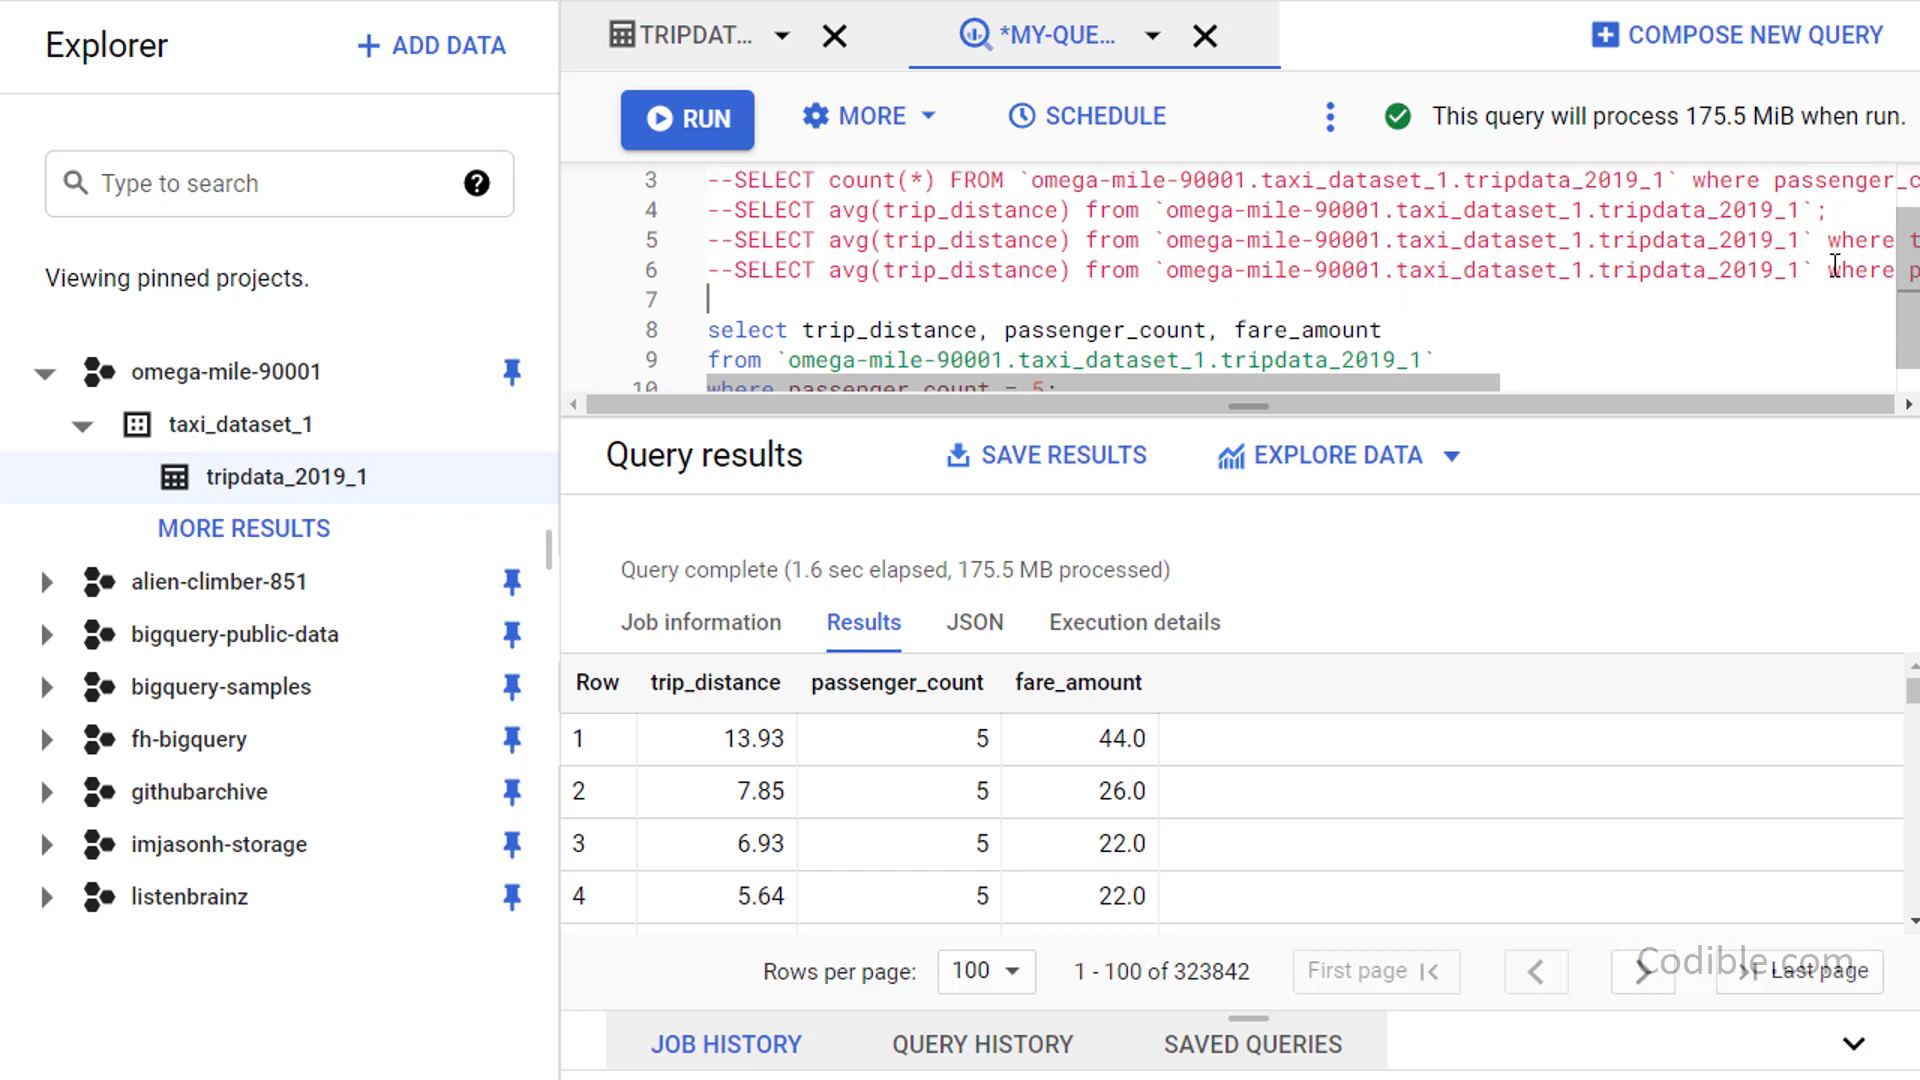 Explorer
ADD DATA
Type to search
Viewing pinned projects.
omega-mile-90001
taxi_dataset_1
tripdata_2019_1
MORE RESULTS
alien-climber-851
bigquery-public-data
bigquery-samples
fh-bigquery
githubarchive
imjasonh-storage
listenbrainz
TRIPDAT...
*MY-QUE...
COMPOSE NEW QUERY
RUN
MORE
SCHEDULE
This query will process 175.5 MiB when run.
3 --SELECT count(*) FROM `omega-mile-90001.taxi_dataset_1.tripdata_2019_1` where passenger_c
4 --SELECT avg(trip_distance) from `omega-mile-90001.taxi_dataset_1.tripdata_2019_1`;
5 --SELECT avg(trip_distance) from `omega-mile-90001.taxi_dataset_1.tripdata_2019_1` where t
6 --SELECT avg(trip_distance) from `omega-mile-90001.taxi_dataset_1.tripdata_2019_1` where p
7
8 select trip_distance, passenger_count, fare_amount
9 from `omega-mile-90001.taxi_dataset_1.tripdata_2019_1`
10 where passenger_count = 5;
Query results
SAVE RESULTS
EXPLORE DATA
Query complete (1.6 sec elapsed, 175.5 MB processed)
Job information Results JSON Execution details
Row trip_distance passenger_count fare_amount
1 13.93 5 44.0
2 7.85 5 26.0
3 6.93 5 22.0
4 5.64 5 22.0
Rows per page: 100 1 - 100 of 323842 First page Last page
Codible.com
JOB HISTORY QUERY HISTORY SAVED QUERIES